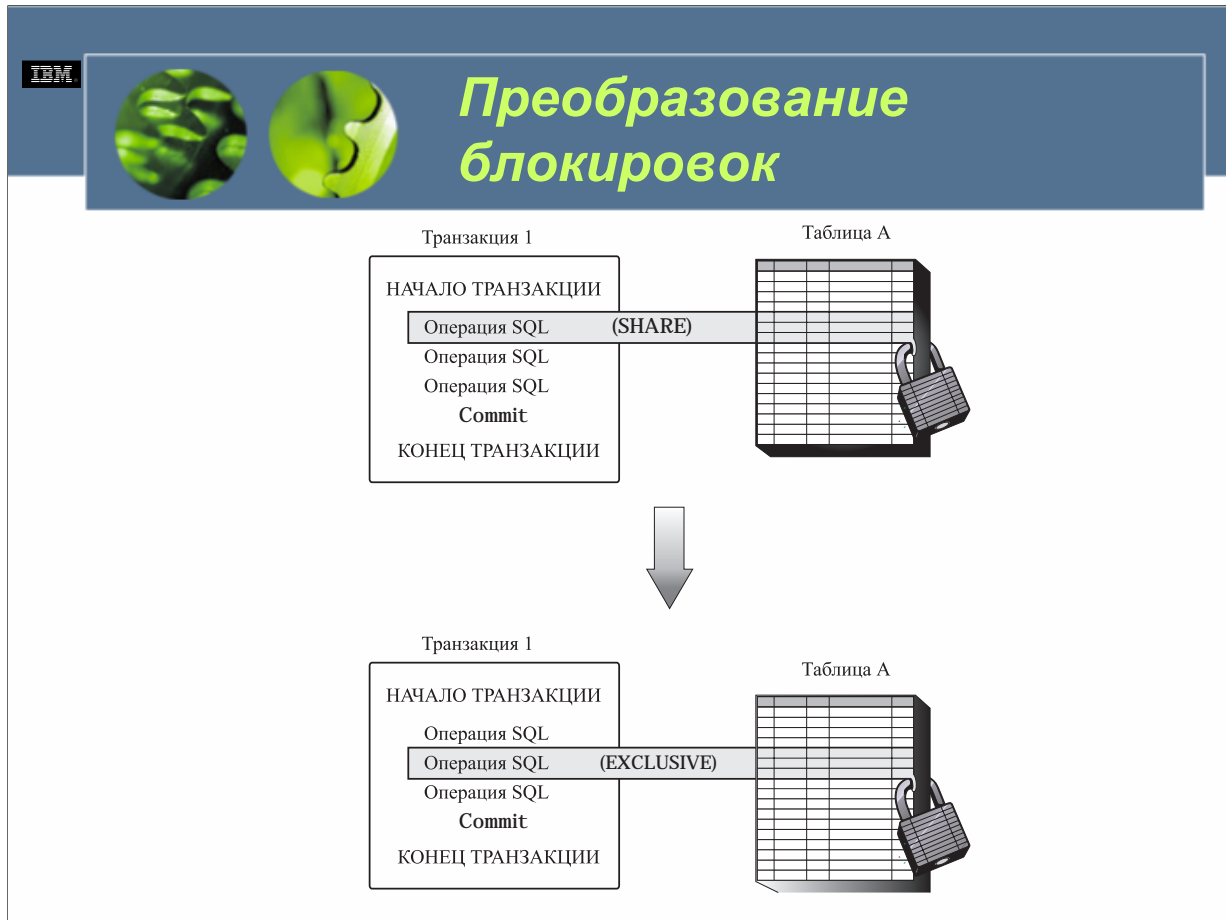 IBM
Преобразование
блокировок
Транзакция 1
Таблица А
НАЧАЛО ТРАНЗАКЦИИ
Операция SQL (SHARE)
Операция SQL
Операция SQL
Commit
КОНЕЦ ТРАНЗАКЦИИ
Транзакция 1
Таблица А
НАЧАЛО ТРАНЗАКЦИИ
Операция SQL
Операция SQL (EXCLUSIVE)
Операция SQL
Commit
КОНЕЦ ТРАНЗАКЦИИ